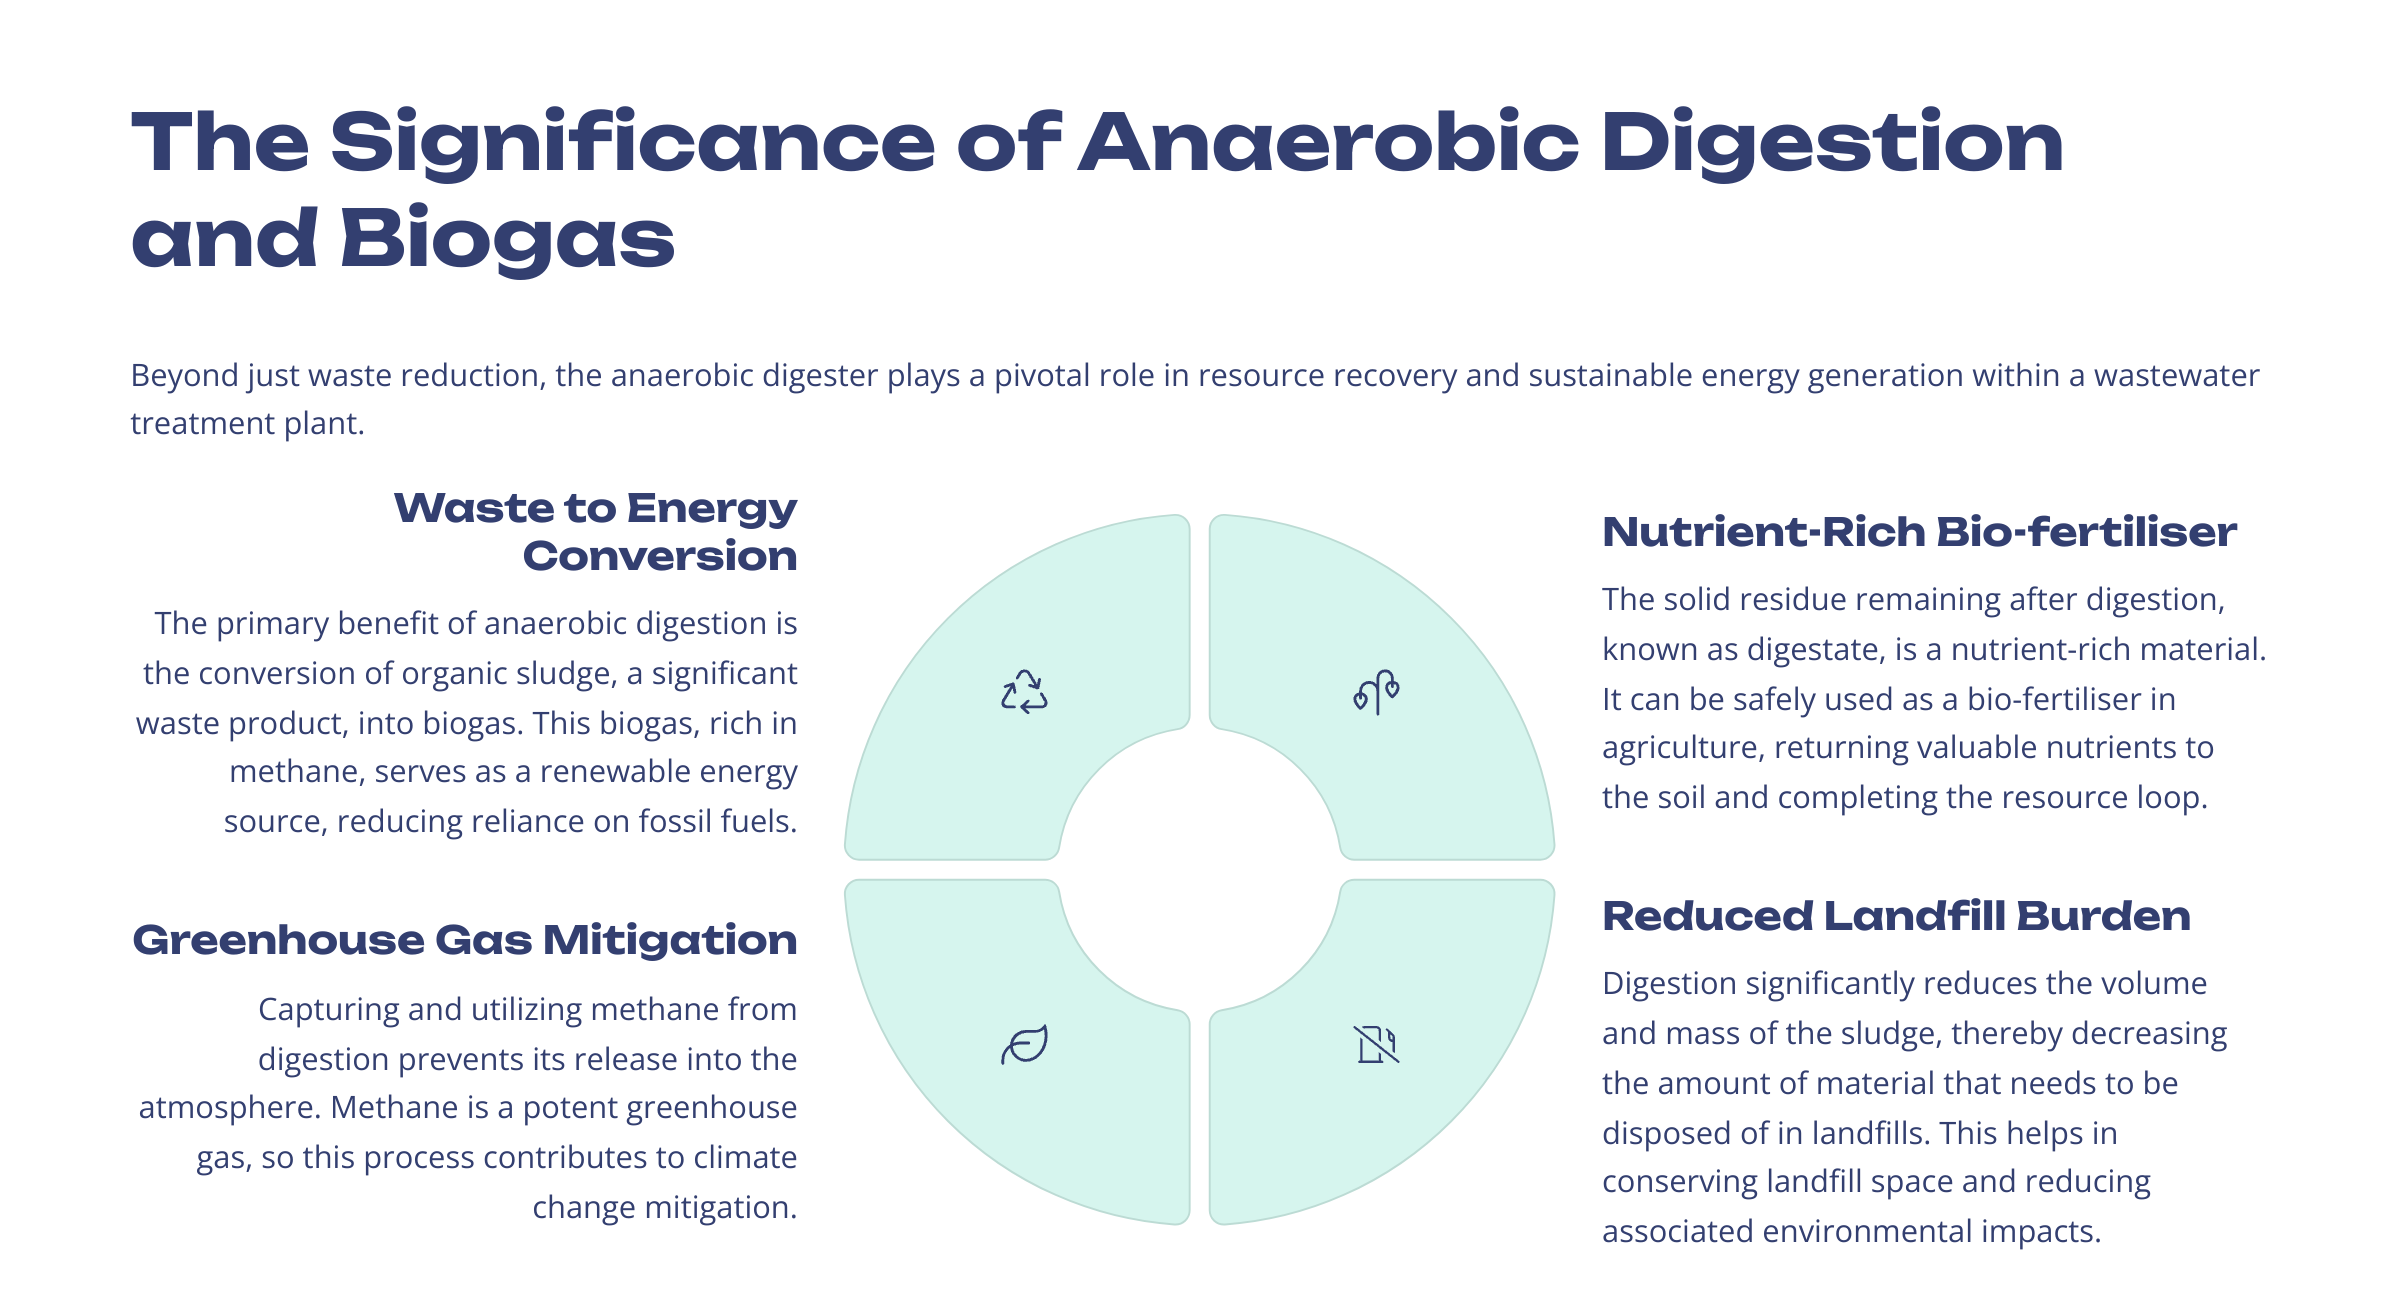 The Significance of Anaerobic Digestion
and Biogas
Beyond just waste reduction, the anaerobic digester plays a pivotal role in resource recovery and sustainable energy generation within a wastewater
treatment plant.
Waste to Energy
Conversion
The primary benefit of anaerobic digestion is
the conversion of organic sludge, a significant
waste product, into biogas. This biogas, rich in
methane, serves as a renewable energy
source, reducing reliance on fossil fuels.
Nutrient-Rich Bio-fertiliser
The solid residue remaining after digestion,
known as digestate, is a nutrient-rich material.
It can be safely used as a bio-fertiliser in
agriculture, returning valuable nutrients to
the soil and completing the resource loop.
Greenhouse Gas Mitigation
Capturing and utilizing methane from
digestion prevents its release into the
atmosphere. Methane is a potent greenhouse
gas, so this process contributes to climate
change mitigation.
Reduced Landfill Burden
Digestion significantly reduces the volume
and mass of the sludge, thereby decreasing
the amount of material that needs to be
disposed of in landfills. This helps in
conserving landfill space and reducing
associated environmental impacts.